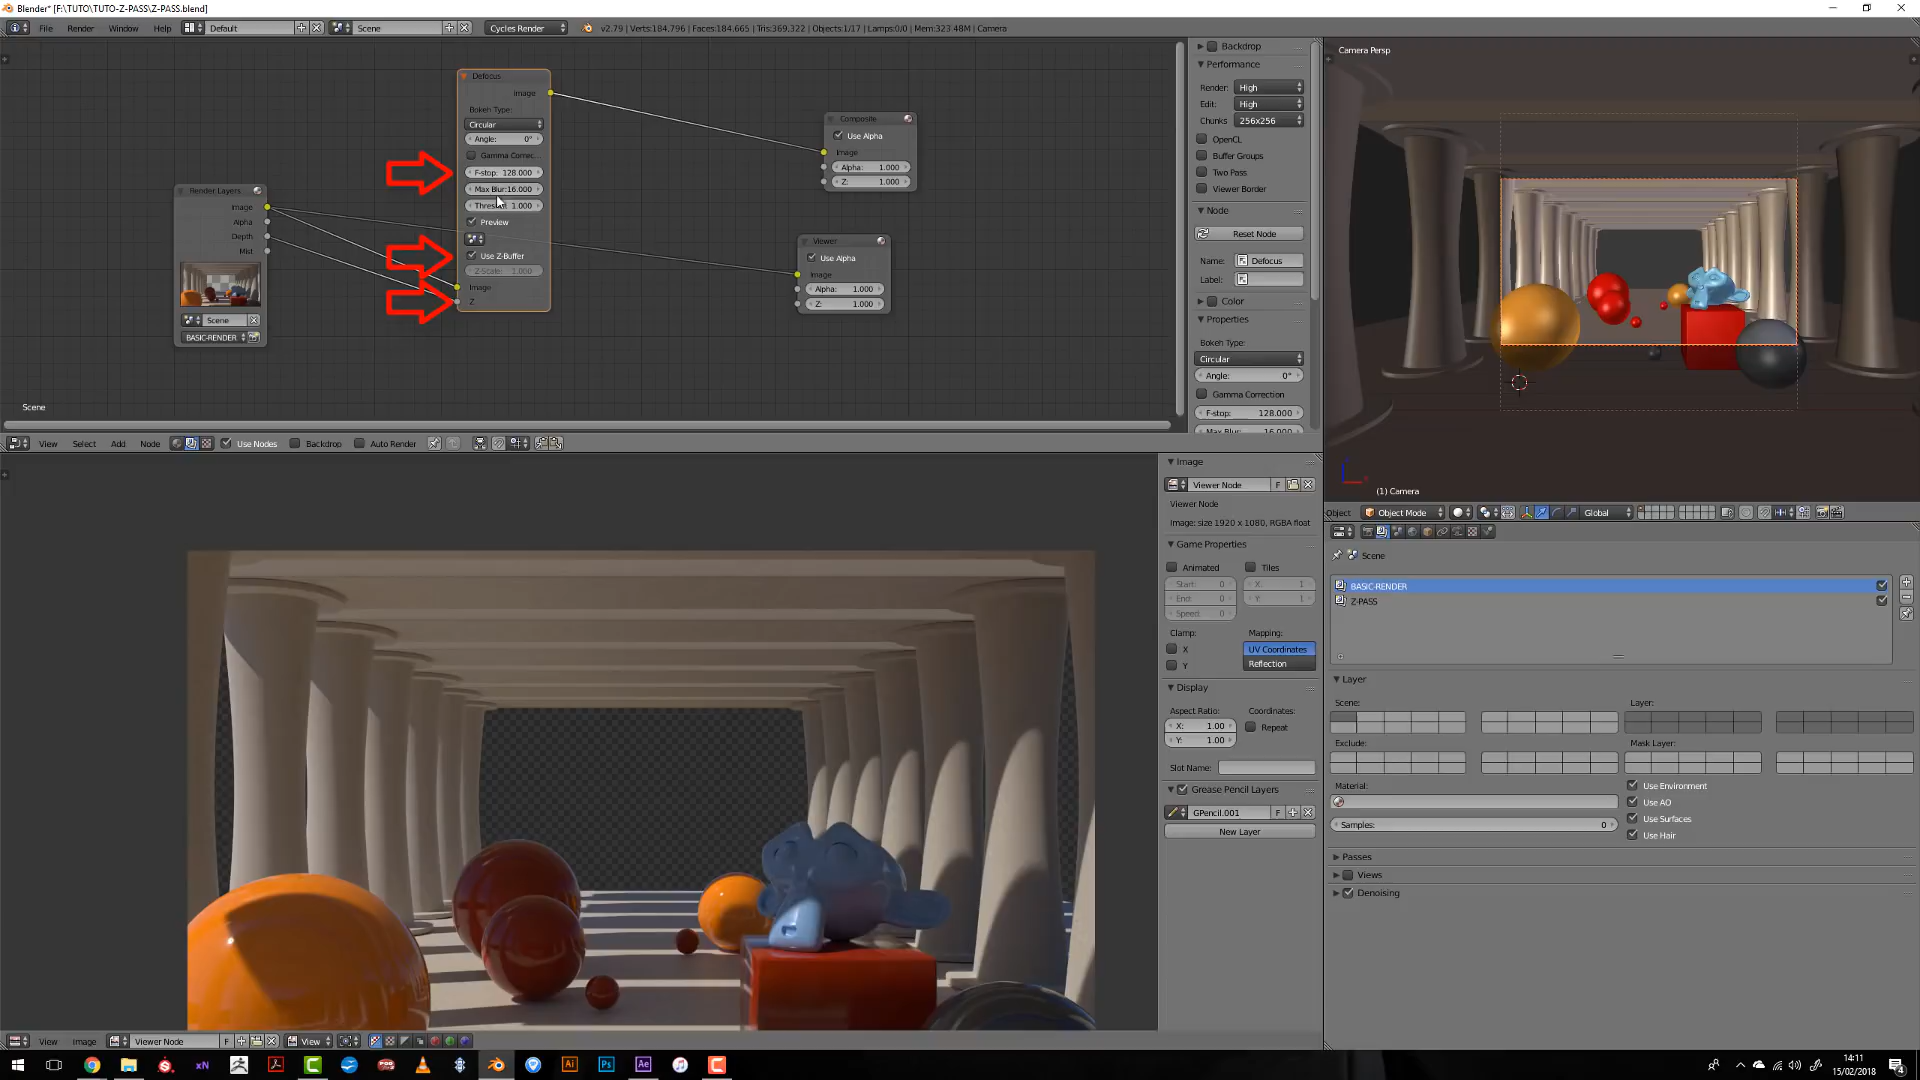 Blender* [F:\TUTO\TUTO-Z-PASS\Z-PASS.blend]
File Render Window Help Default Scene Cycles Render v2.79 | Verts:184,796 | Faces:184,665 | Tris:369,322 | Objects:1/17 | Lamps:0/0 | Mem:323.48M | Camera
Defocus
Image
Bokeh Type:
Circular
Angle: 0°
Gamma Correc...
F-stop: 128.000
Max Blur:16.000
1.000
Preview
Use Z-Buffer
Z-Scale: 1.000
Image
Z
Render Layers
Image
Alpha
Depth
Mist
Scene
BASIC-RENDER
Composite
Use Alpha
Image
Alpha: 1.000
Z: 1.000
Viewer
Use Alpha
Image
Alpha: 1.000
Z: 1.000
Scene
View Select Add Node Use Nodes Backdrop Auto Render
Backdrop
Performance
Render: High
Edit: High
Chunks 256x256
OpenCL
Buffer Groups
Two Pass
Viewer Border
Node
Reset Node
Name: Defocus
Label:
Color
Properties
Bokeh Type:
Circular
Angle: 0°
Gamma Correction
F-stop: 128.000
Max Blur: 16.000
Camera Persp
(1) Camera
Object Object Mode Global
Image
Viewer Node F
Viewer Node
Image: size 1920 x 1080, RGBA float
Game Properties
Animated Tiles
Start: 0 X: 1
End: 0 Y: 1
Speed: 0
Clamp: Mapping:
X UV Coordinates
Y Reflection
Display
Aspect Ratio: Coordinates:
X: 1.00 Repeat
Y: 1.00
Slot Name:
Grease Pencil Layers
GPencil.001 F
New Layer
Scene
BASIC-RENDER
Z-PASS
Layer
Scene: Layer:
Exclude: Mask Layer:
Material: Use Environment
Use AO
Samples: 0 Use Surfaces
Use Hair
Passes
Views
Denoising
View Image Viewer Node F View
xN Ai Ps Ae
14:11
15/02/2018
4